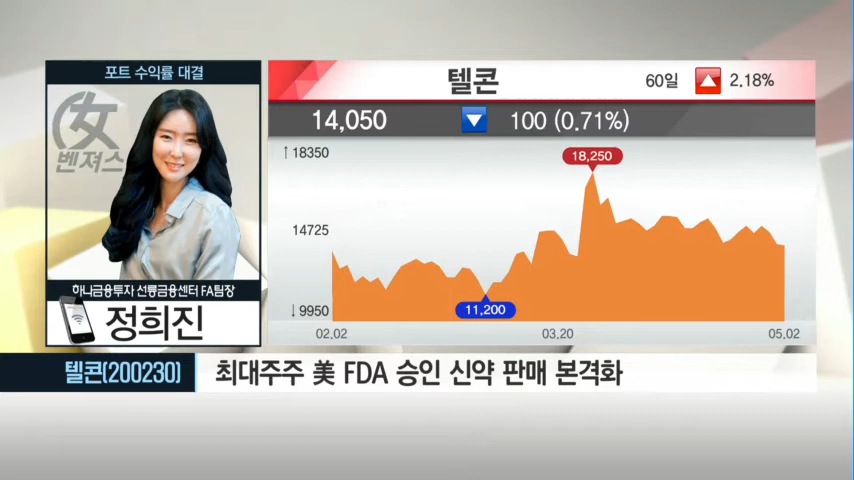 포트 수익률 대결
女
벤져스
하나금융투자 선릉금융센터 FA팀장
정희진
텔콘
60일 ▲ 2.18%
14,050 ▼ 100 (0.71%)
↑18350
18,250
14725
11,200
↓9950
02.02 03.20 05.02
텔콘(200230) 최대주주 美 FDA 승인 신약 판매 본격화